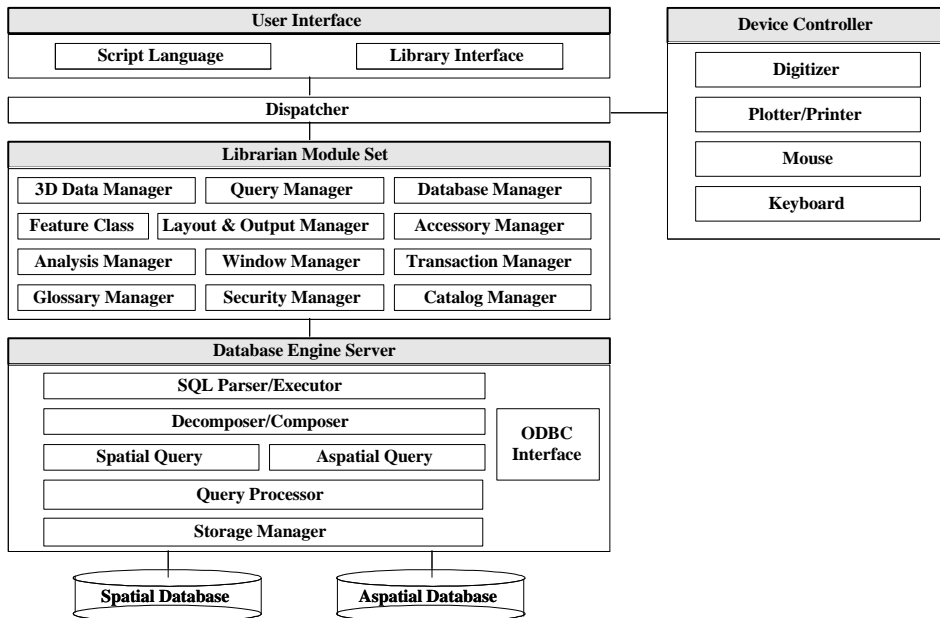 User Interface
Script Language
Library Interface
Dispatcher
Librarian Module Set
3D Data Manager
Query Manager
Database Manager
Feature Class
Layout & Output Manager
Accessory Manager
Analysis Manager
Window Manager
Transaction Manager
Glossary Manager
Security Manager
Catalog Manager
Database Engine Server
SQL Parser/Executor
Decomposer/Composer
Spatial Query
Aspatial Query
ODBC
Interface
Query Processor
Storage Manager
Spatial Database
Aspatial Database
Device Controller
Digitizer
Plotter/Printer
Mouse
Keyboard